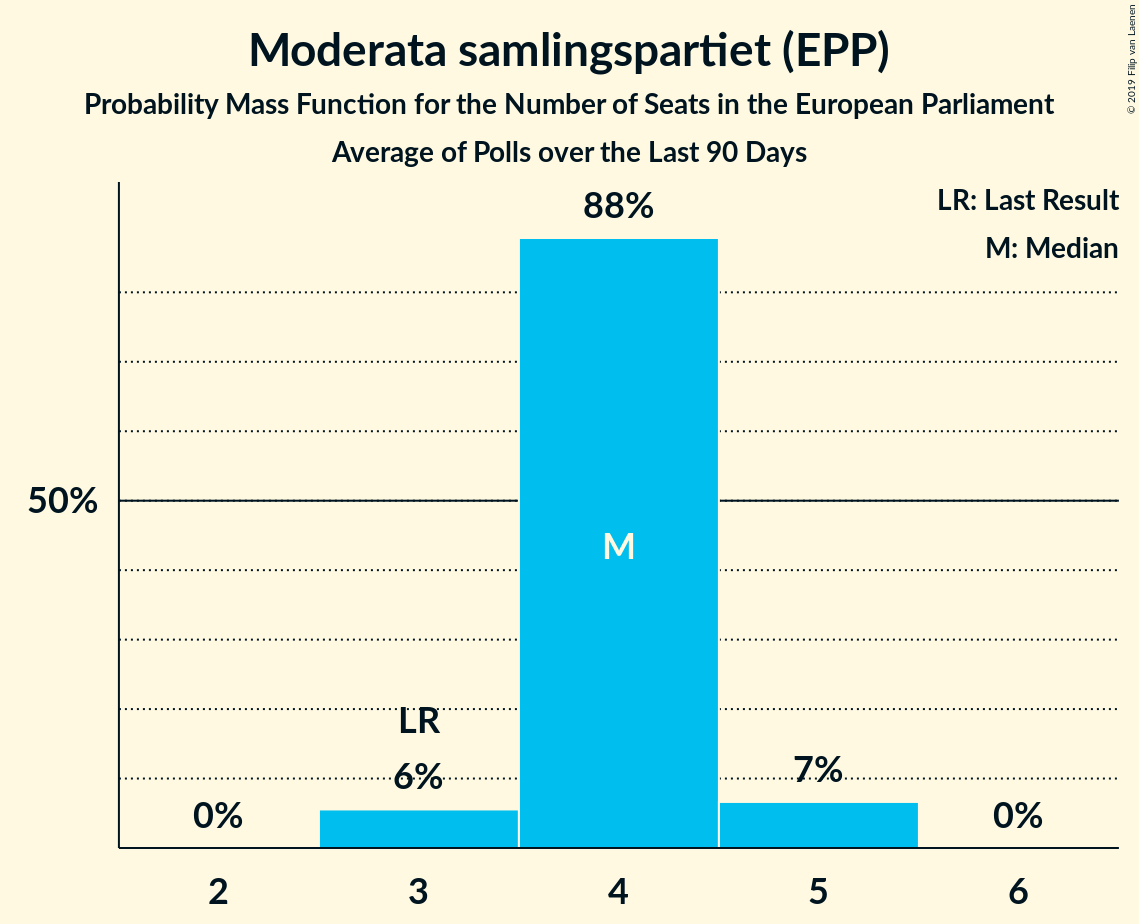 Moderata samlingspartiet (EPP)
Probability Mass Function for the Number of Seats in the European Parliament
Average of Polls over the Last 90 Days
© 2019 Filip van Laenen
LR: Last Result
M: Median
88%
50%
M
LR
6%
7%
0%
0%
2 3 4 5 6